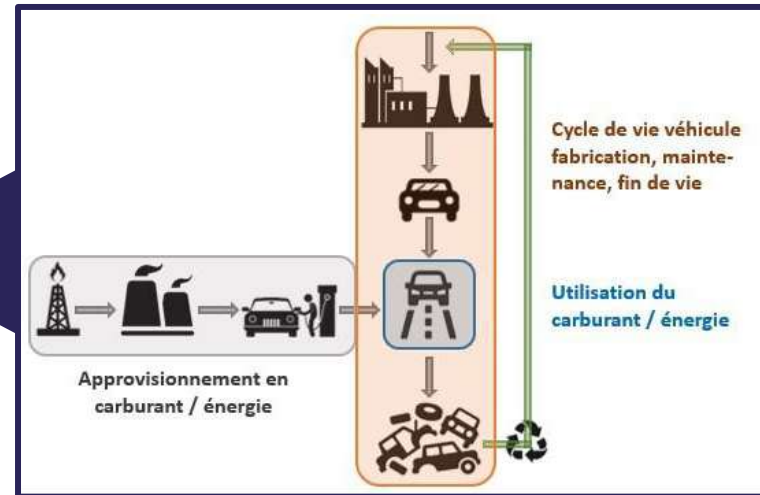 Cycle de vie véhicule
fabrication, mainte-
nance, fin de vie
Utilisation du
carburant / énergie
Approvisionnement en
carburant / énergie